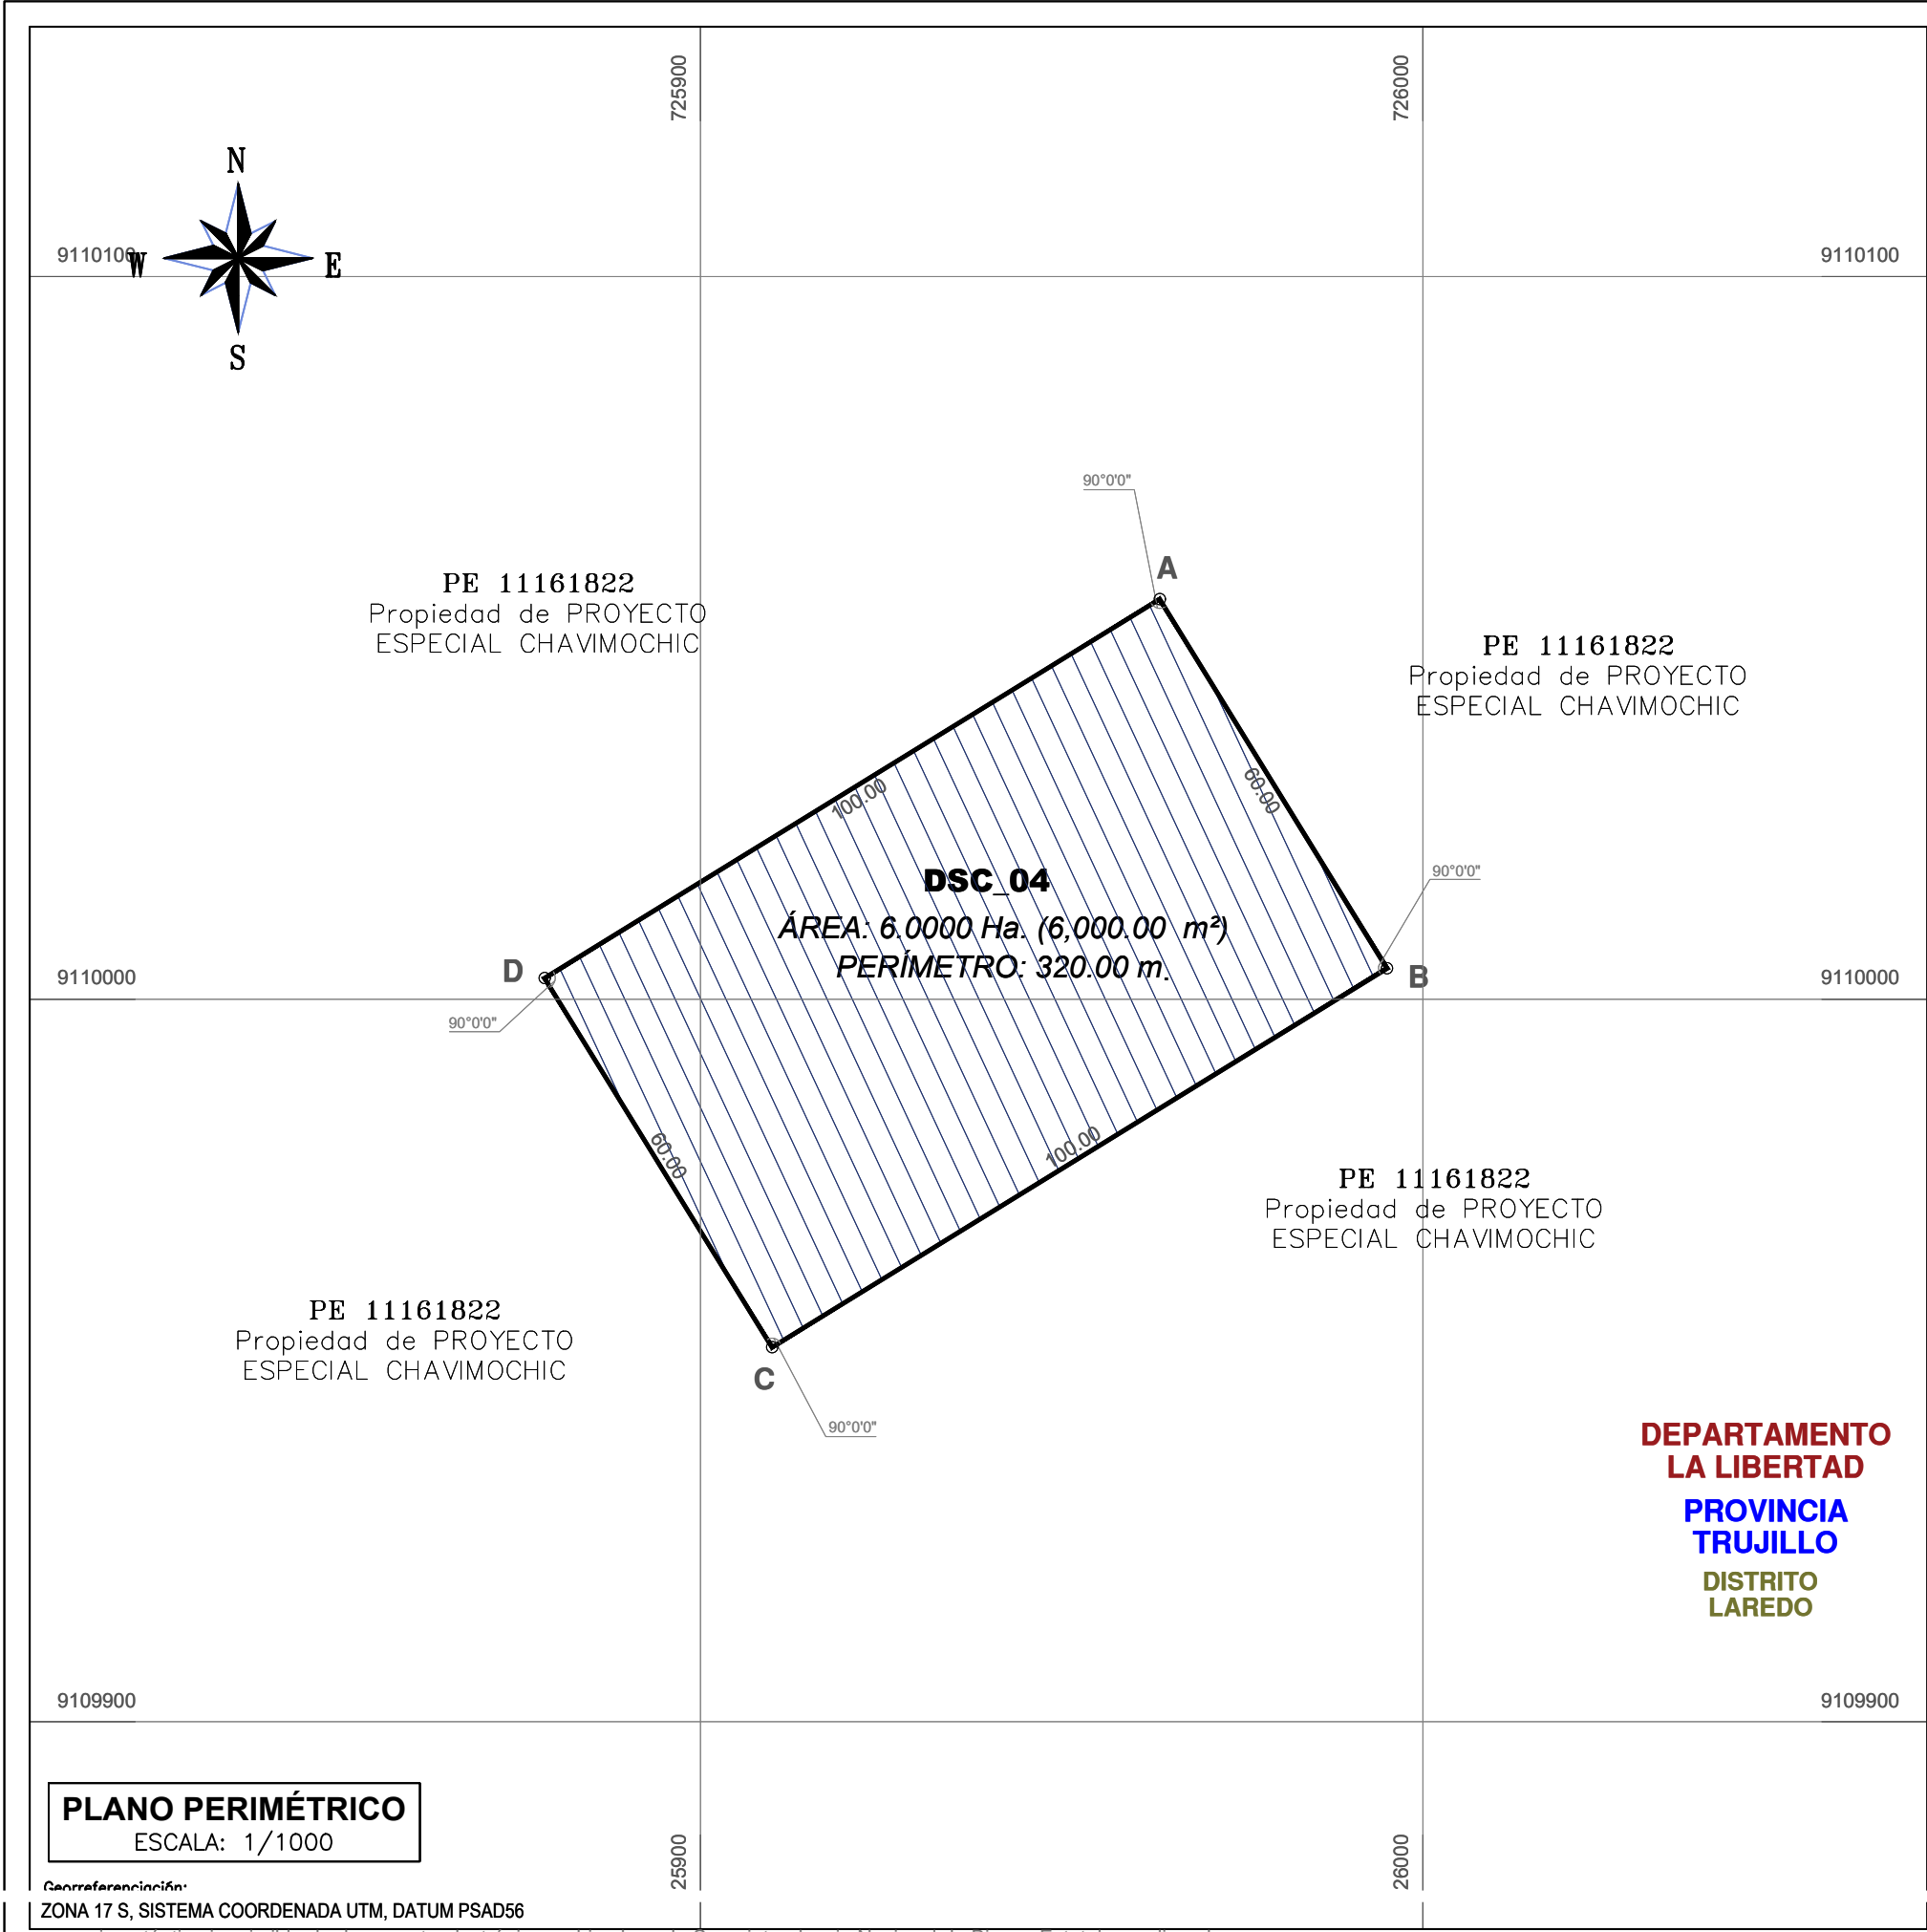 725900
726000
N
9110100
W
E
9110100
S
90°0'0"
A
PE 11161822
Propiedad de PROYECTO
ESPECIAL CHAVIMOCHIC
PE 11161822
Propiedad de PROYECTO
ESPECIAL CHAVIMOCHIC
100.00
60.00
DSC_04
90°0'0"
ÁREA: 6.0000 Ha. (6,000.00 m²)
PERÍMETRO: 320.00 m.
D
B
9110000
9110000
90°0'0"
60.00
100.00
PE 11161822
Propiedad de PROYECTO
ESPECIAL CHAVIMOCHIC
PE 11161822
Propiedad de PROYECTO
ESPECIAL CHAVIMOCHIC
C
90°0'0"
DEPARTAMENTO
LA LIBERTAD
PROVINCIA
TRUJILLO
DISTRITO
LAREDO
9109900
9109900
PLANO PERIMÉTRICO
ESCALA: 1/1000
25900
26000
Georreferenciación:
ZONA 17 S, SISTEMA COORDENADA UTM, DATUM PSAD56